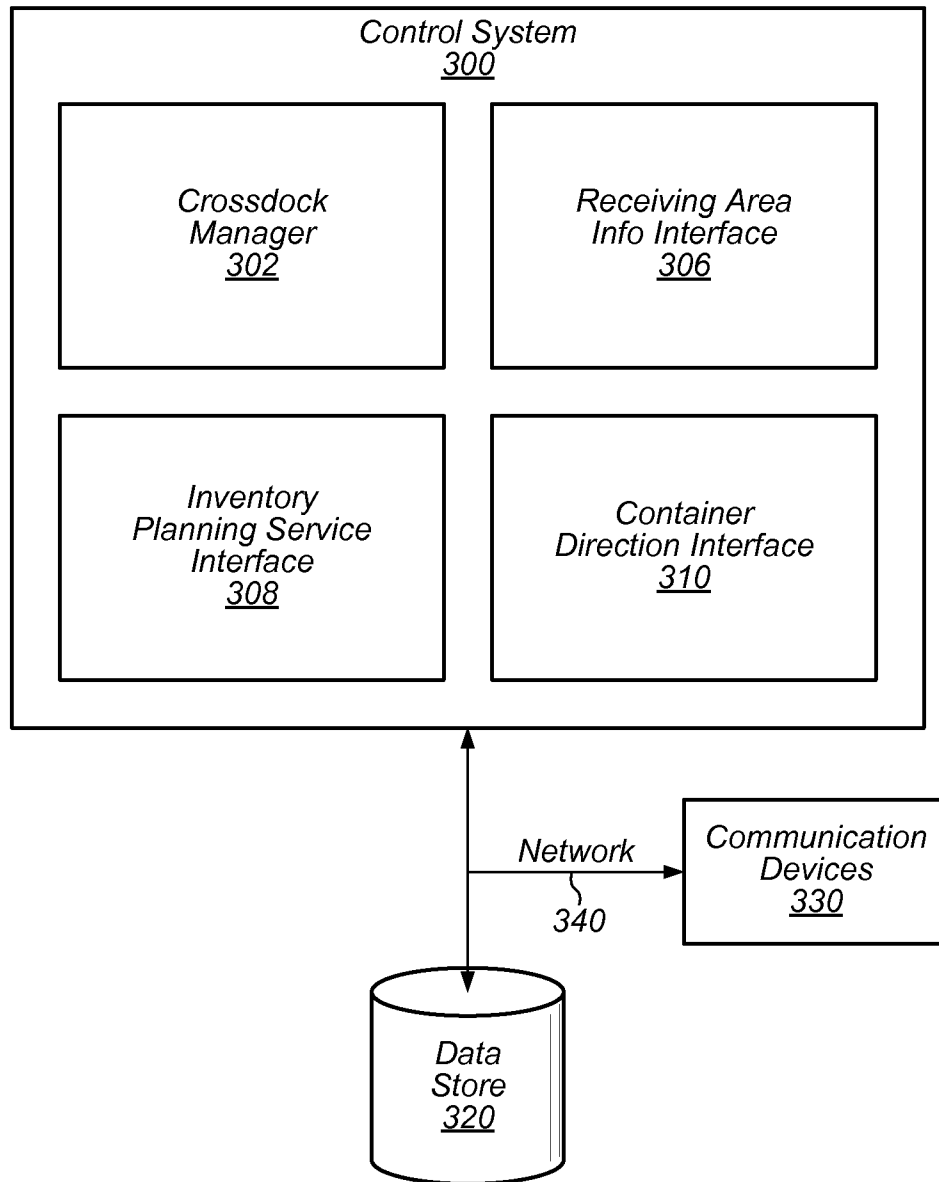 Control System
300
Crossdock
Manager
302
Receiving Area
Info Interface
306
Inventory
Planning Service
Interface
308
Container
Direction Interface
310
Network
340
Communication
Devices
330
Data
Store
320